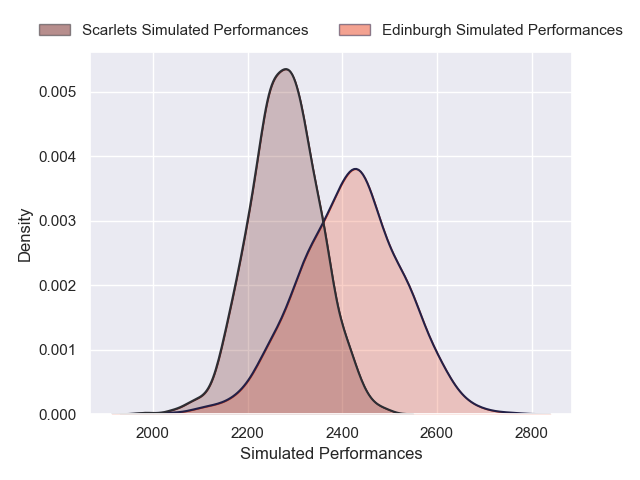 Scarlets Simulated Performances Edinburgh Simulated Performances
0.005
0.004
0.003
0.002
0.001
0.000
Density
2000 2200 2400 2600 2800
Simulated Performances